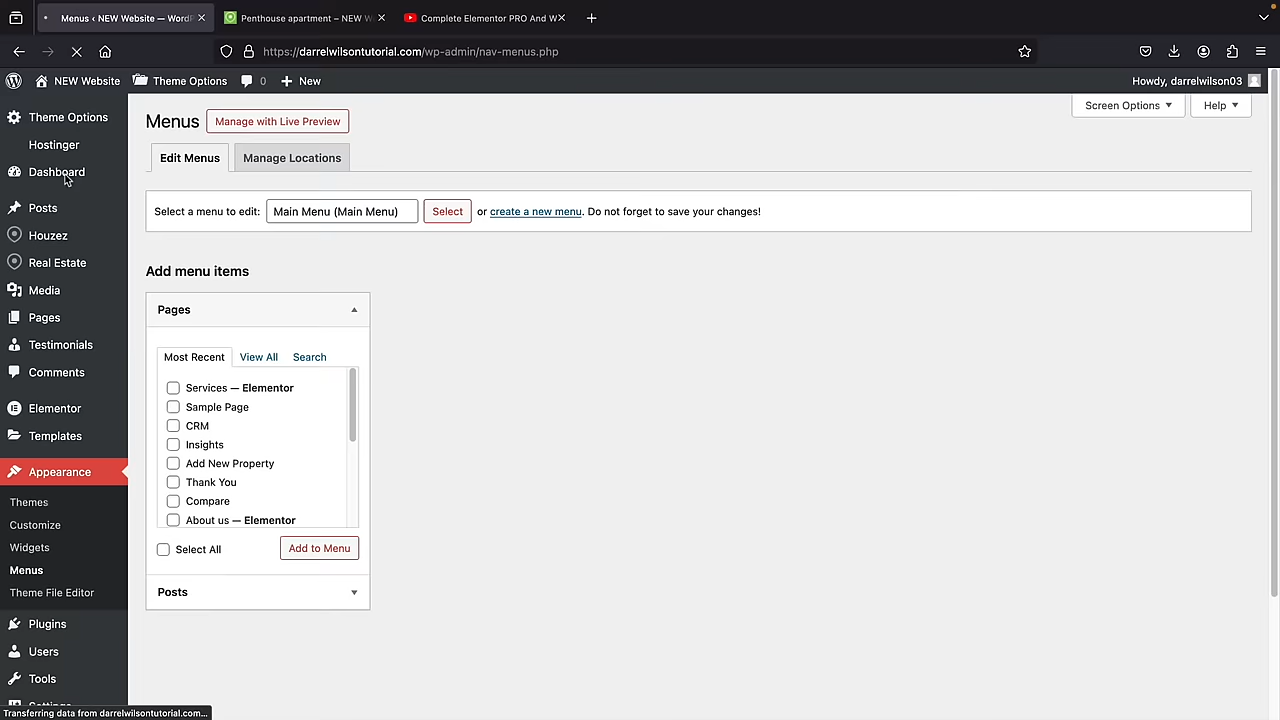 Menus ‹ NEW Website — WordP
Penthouse apartment – NEW W
Complete Elementor PRO And W
https://darrelwilsontutorial.com/wp-admin/nav-menus.php
NEW Website
Theme Options
0
New
Howdy, darrelwilson03
Theme Options
Hostinger
Dashboard
Posts
Houzez
Real Estate
Media
Pages
Testimonials
Comments
Elementor
Templates
Appearance
Themes
Customize
Widgets
Menus
Theme File Editor
Plugins
Users
Tools
Transferring data from darrelwilsontutorial.com...
Screen Options
Help
Menus
Manage with Live Preview
Edit Menus
Manage Locations
Select a menu to edit: Main Menu (Main Menu) Select or create a new menu. Do not forget to save your changes!
Add menu items
Pages
Most Recent View All Search
Services — Elementor
Sample Page
CRM
Insights
Add New Property
Thank You
Compare
About us — Elementor
Select All
Add to Menu
Posts